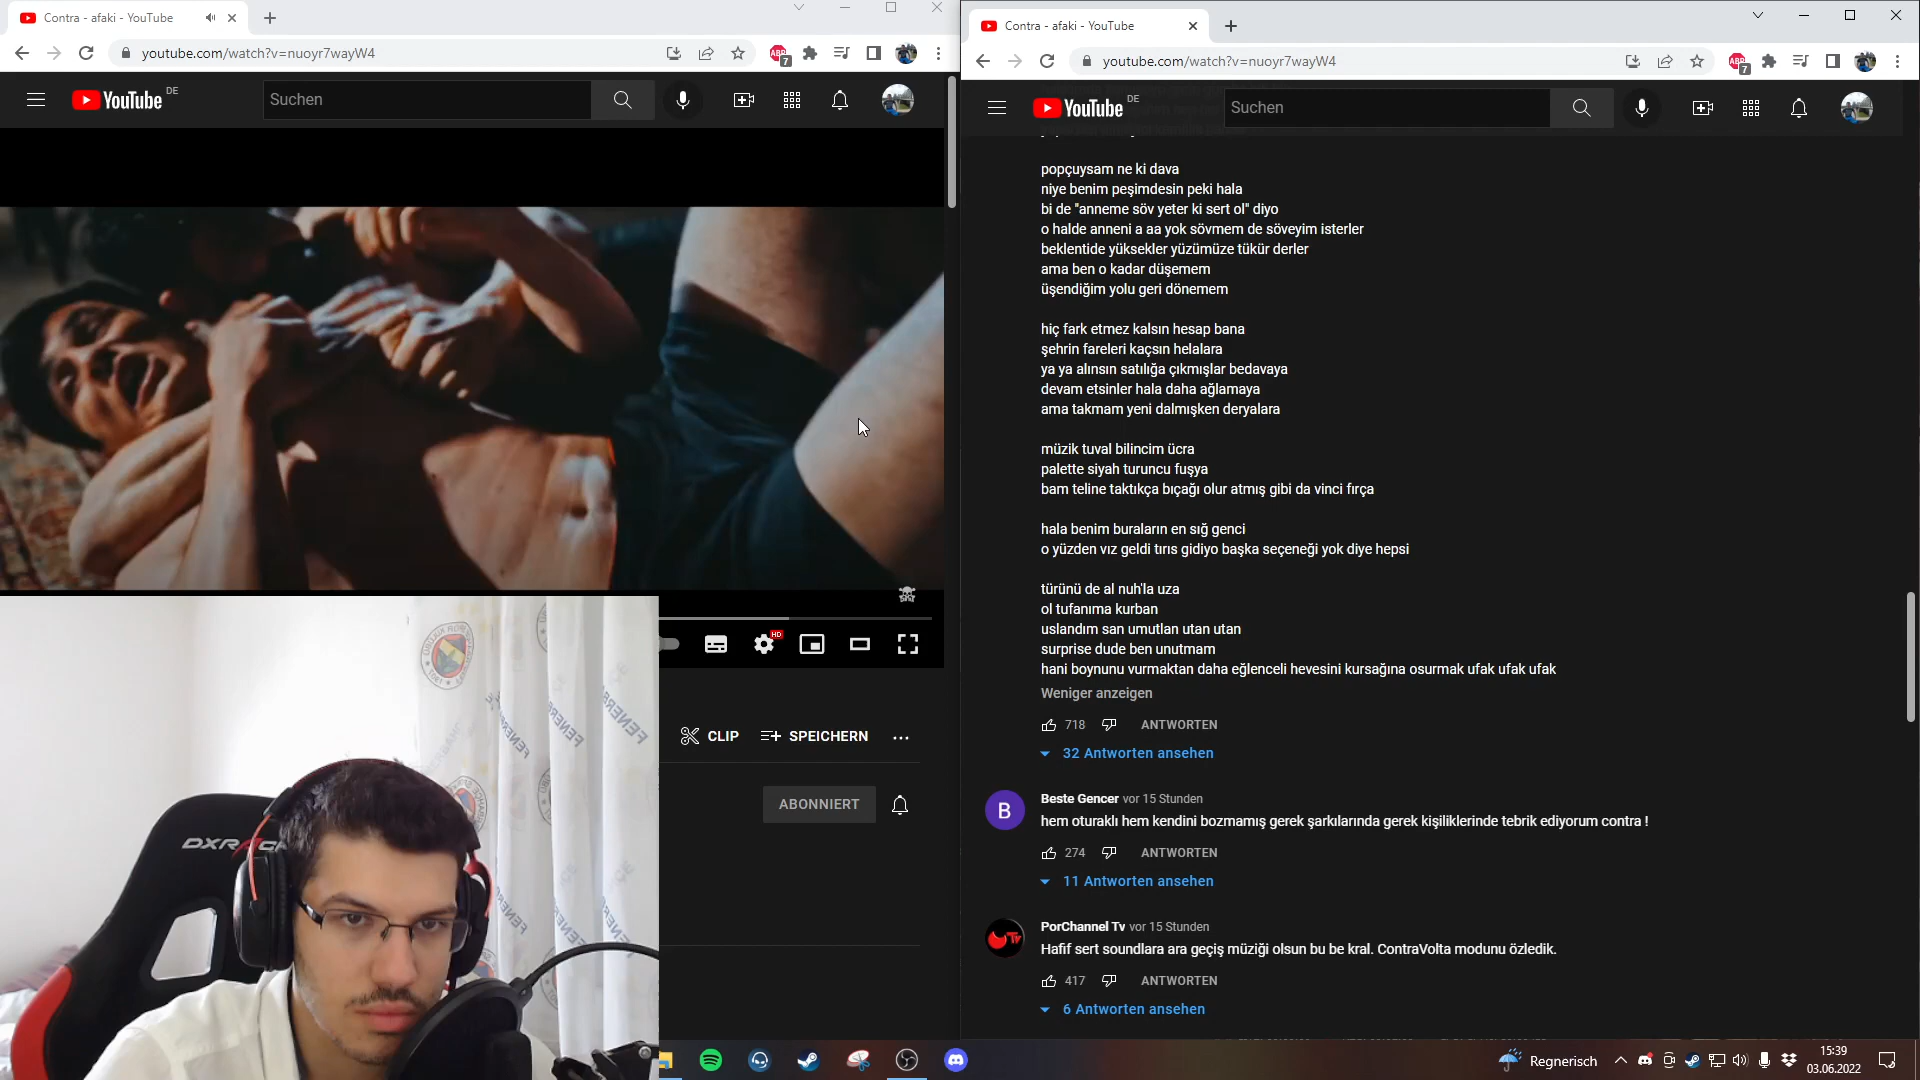 Contra - afaki - YouTube
youtube.com/watch?v=nuoyr7wayW4
ABP
7
YouTube DE
Suchen
HD
CLIP
SPEICHERN
ABONNIERT
DXRACER
FENERBAHÇE
Contra - afaki - YouTube
youtube.com/watch?v=nuoyr7wayW4
ABP
7
YouTube DE
Suchen
popçuysam ne ki dava
niye benim peşimdesin peki hala
bi de "anneme söv yeter ki sert ol" diyo
o halde anneni a aa yok sövmem de söveyim isterler
beklentide yüksekler yüzümüze tükür derler
ama ben o kadar düşemem
üşendiğim yolu geri dönemem
hiç fark etmez kalsın hesap bana
şehrin fareleri kaçsın helalara
ya ya alınsın satılığa çıkmışlar bedavaya
devam etsinler hala daha ağlamaya
ama takmam yeni dalmışken deryalara
müzik tuval bilincim ücra
palette siyah turuncu fuşya
bam teline taktıkça bıçağı olur atmış gibi da vinci fırça
hala benim buraların en sığ genci
o yüzden vız geldi tırıs gidiyo başka seçeneği yok diye hepsi
türünü de al nuh'la uza
ol tufanıma kurban
uslandım san umutlan utan utan
surprise dude ben unutmam
hani boynunu vurmaktan daha eğlenceli hevesini kursağına osurmak ufak ufak ufak
Weniger anzeigen
718 ANTWORTEN
32 Antworten ansehen
B
Beste Gencer vor 15 Stunden
hem oturaklı hem kendini bozmamış gerek şarkılarında gerek kişiliklerinde tebrik ediyorum contra !
274 ANTWORTEN
11 Antworten ansehen
Tv
PorChannel Tv vor 15 Stunden
Hafif sert soundlara ara geçiş müziği olsun bu be kral. ContraVolta modunu özledik.
417 ANTWORTEN
6 Antworten ansehen
Regnerisch
15:39
03.06.2022